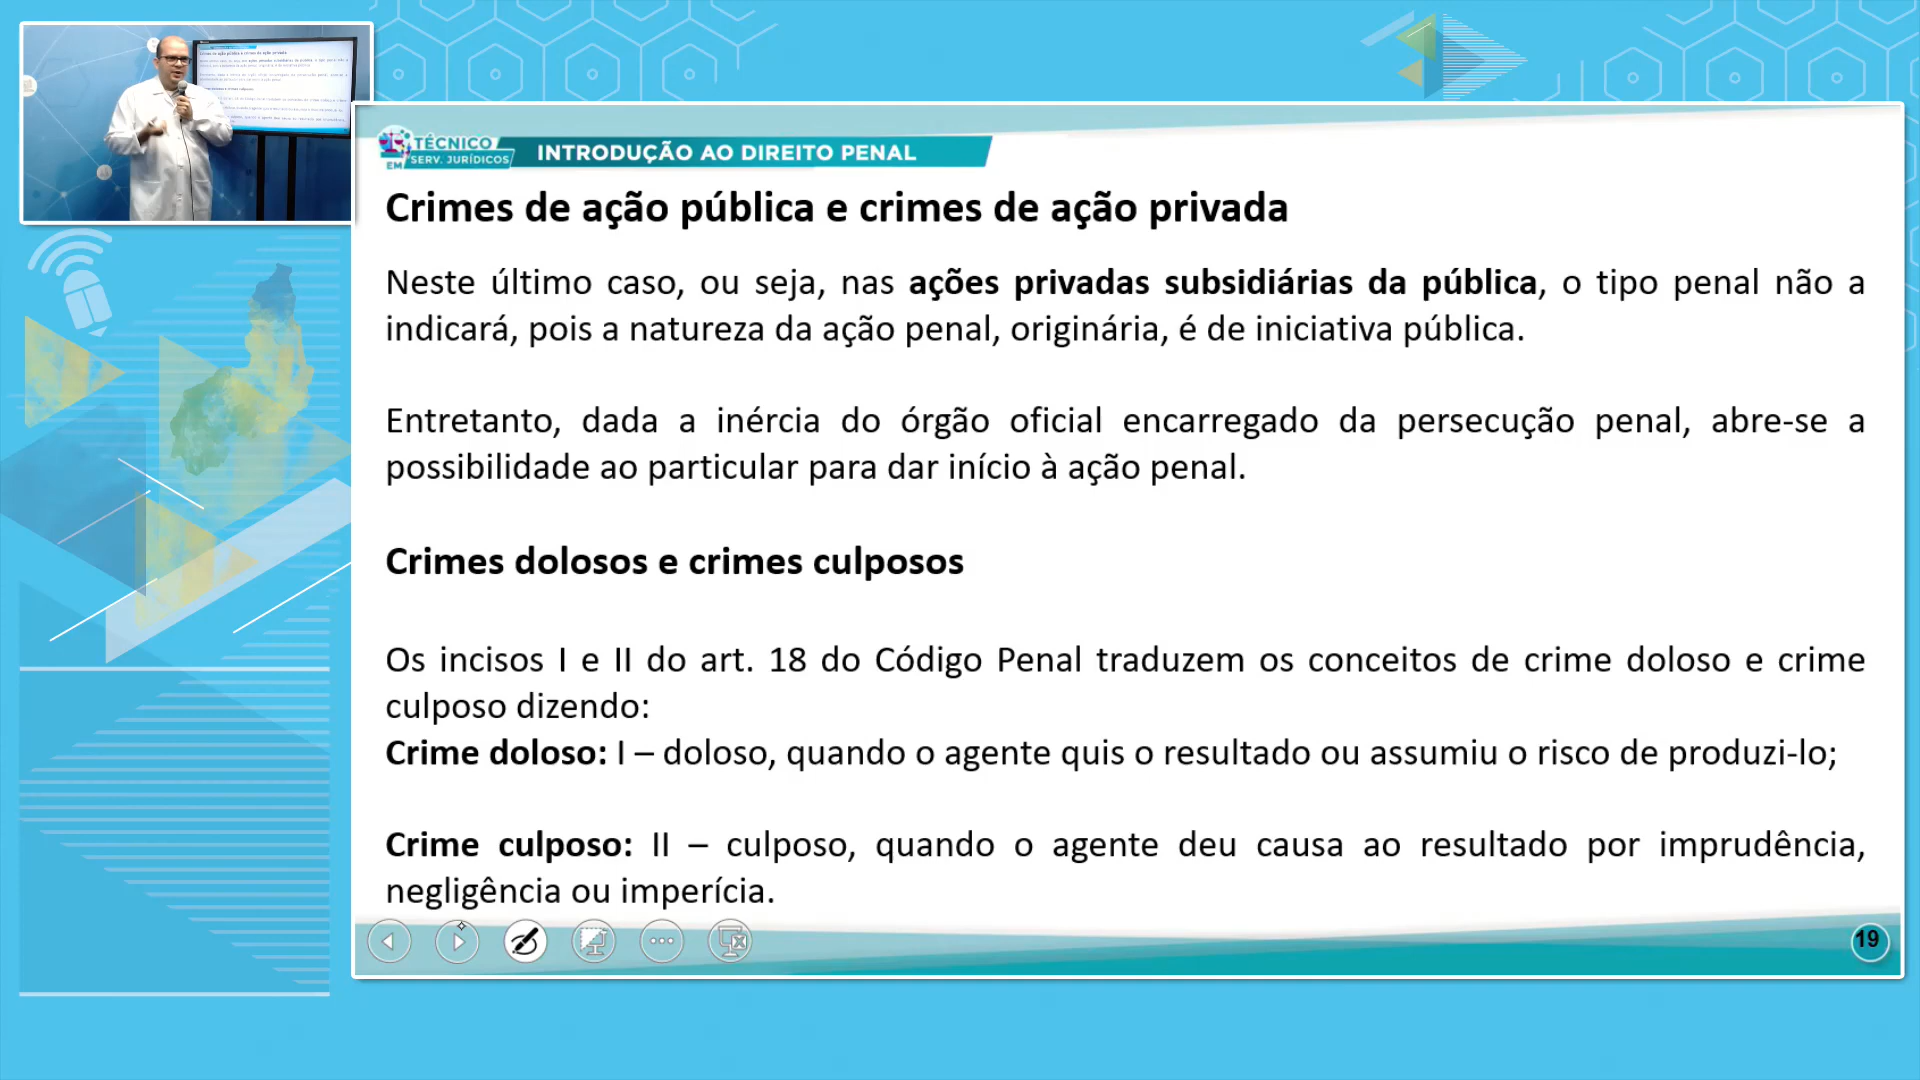 TÉCNICO
EM SERV. JURÍDICOS
INTRODUÇÃO AO DIREITO PENAL
Crimes de ação pública e crimes de ação privada
Neste último caso, ou seja, nas ações privadas subsidiárias da pública, o tipo penal não a
indicará, pois a natureza da ação penal, originária, é de iniciativa pública.
Entretanto, dada a inércia do órgão oficial encarregado da persecução penal, abre-se a
possibilidade ao particular para dar início à ação penal.
Crimes dolosos e crimes culposos
Os incisos I e II do art. 18 do Código Penal traduzem os conceitos de crime doloso e crime
culposo dizendo:
Crime doloso: I – doloso, quando o agente quis o resultado ou assumiu o risco de produzi-lo;
Crime culposo: II – culposo, quando o agente deu causa ao resultado por imprudência,
negligência ou imperícia.
19